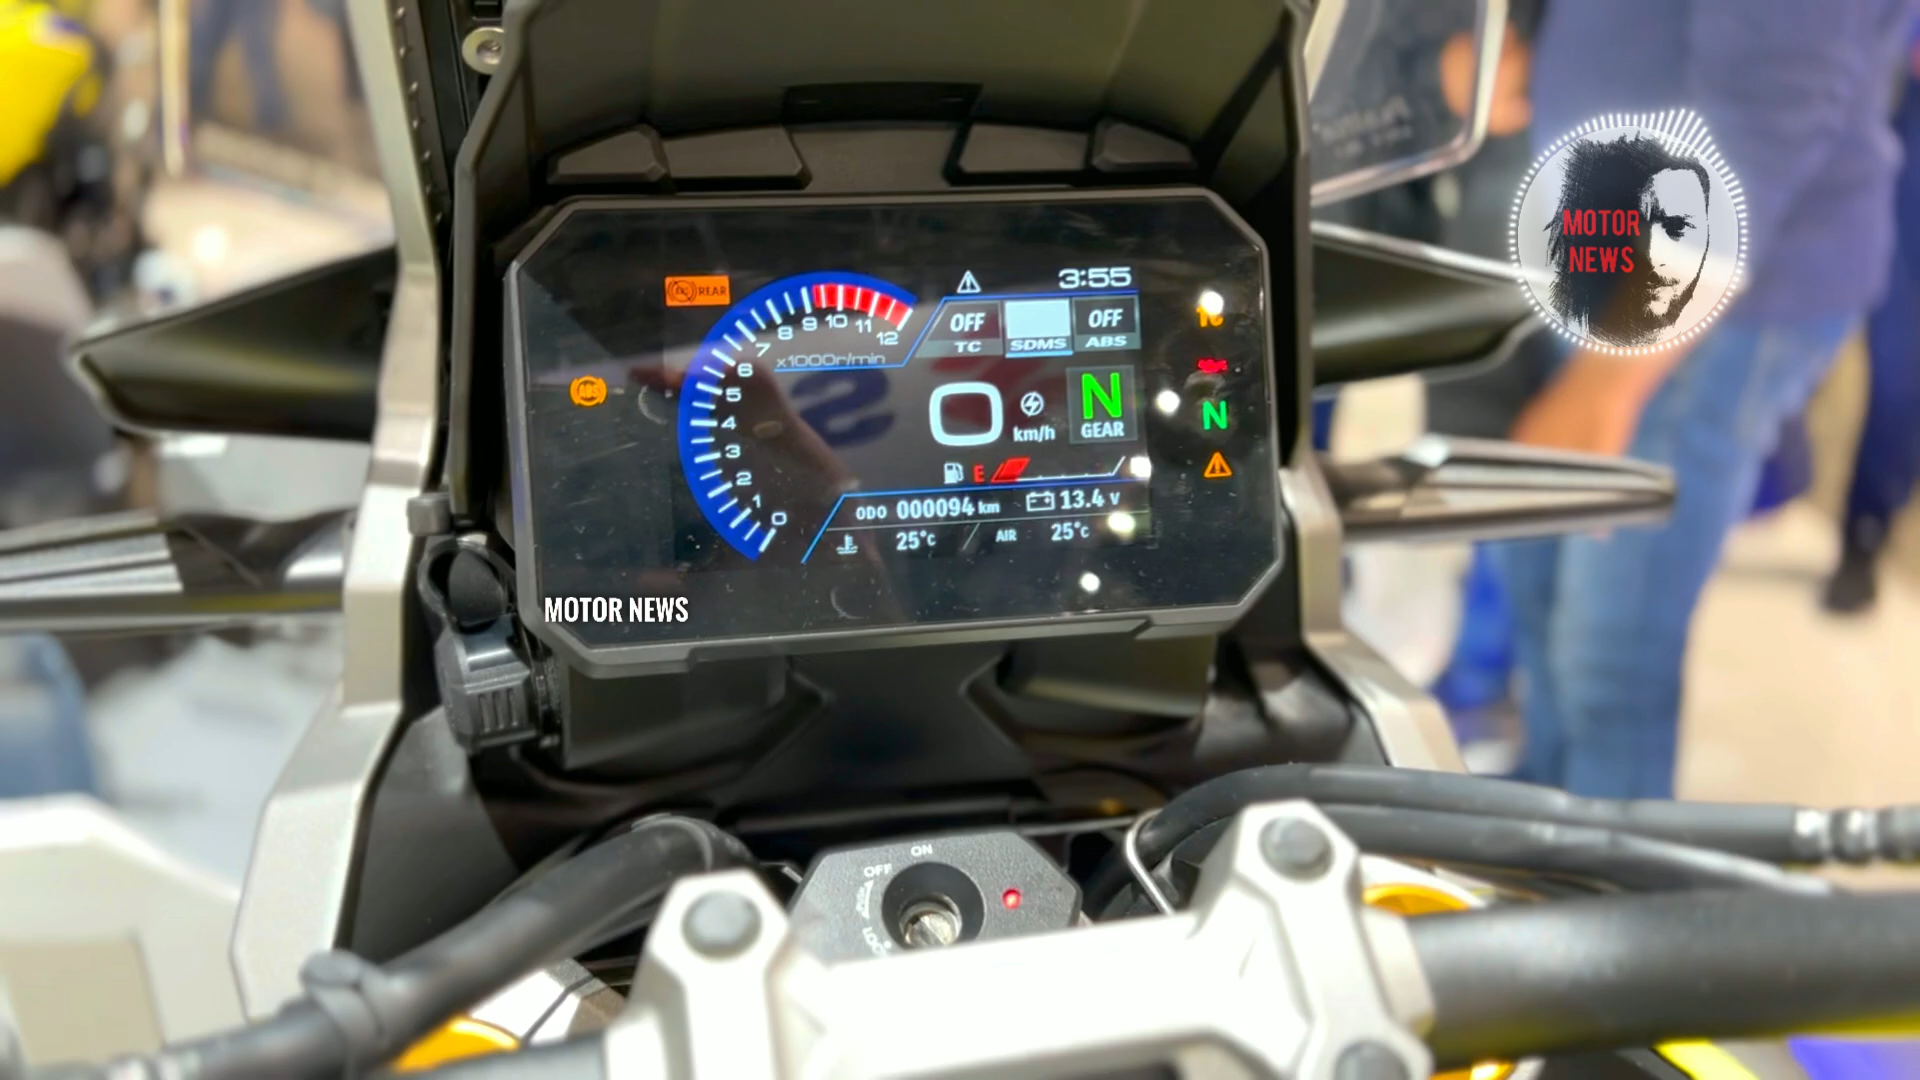 REAR
3:55
OFF
OFF
TC
SDMS
ABS
12
11
10
9
8
7
6
5
4
3
2
1
0
x1000r/min
ABS
0
km/h
N
GEAR
N
E
ODO 000094 km
13.4 V
25°C
AIR
25°C
MOTOR NEWS
MOTOR
NEWS
ON
OFF
LOCK